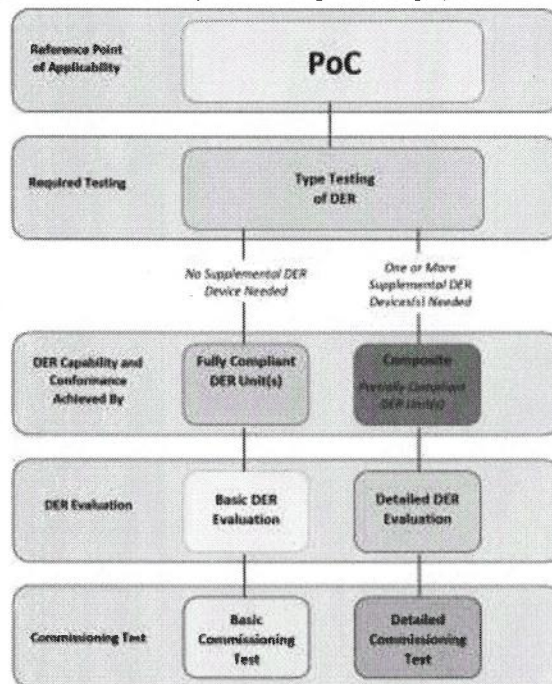 Reference Point
of Applicability
PoC
Required Testing
Type Testing
of DER
No Supplemental DER
Device Needed
One or More
Supplemental DER
Devices(s) Needed
DER Capability and
Conformance
Achieved By
Fully Compliant
DER Unit(s)
Composite
Partially Compliant
DER Unit(s)
DER Evaluation
Basic DER
Evaluation
Detailed DER
Evaluation
Commissioning Test
Basic
Commissioning
Test
Detailed
Commissioning
Test